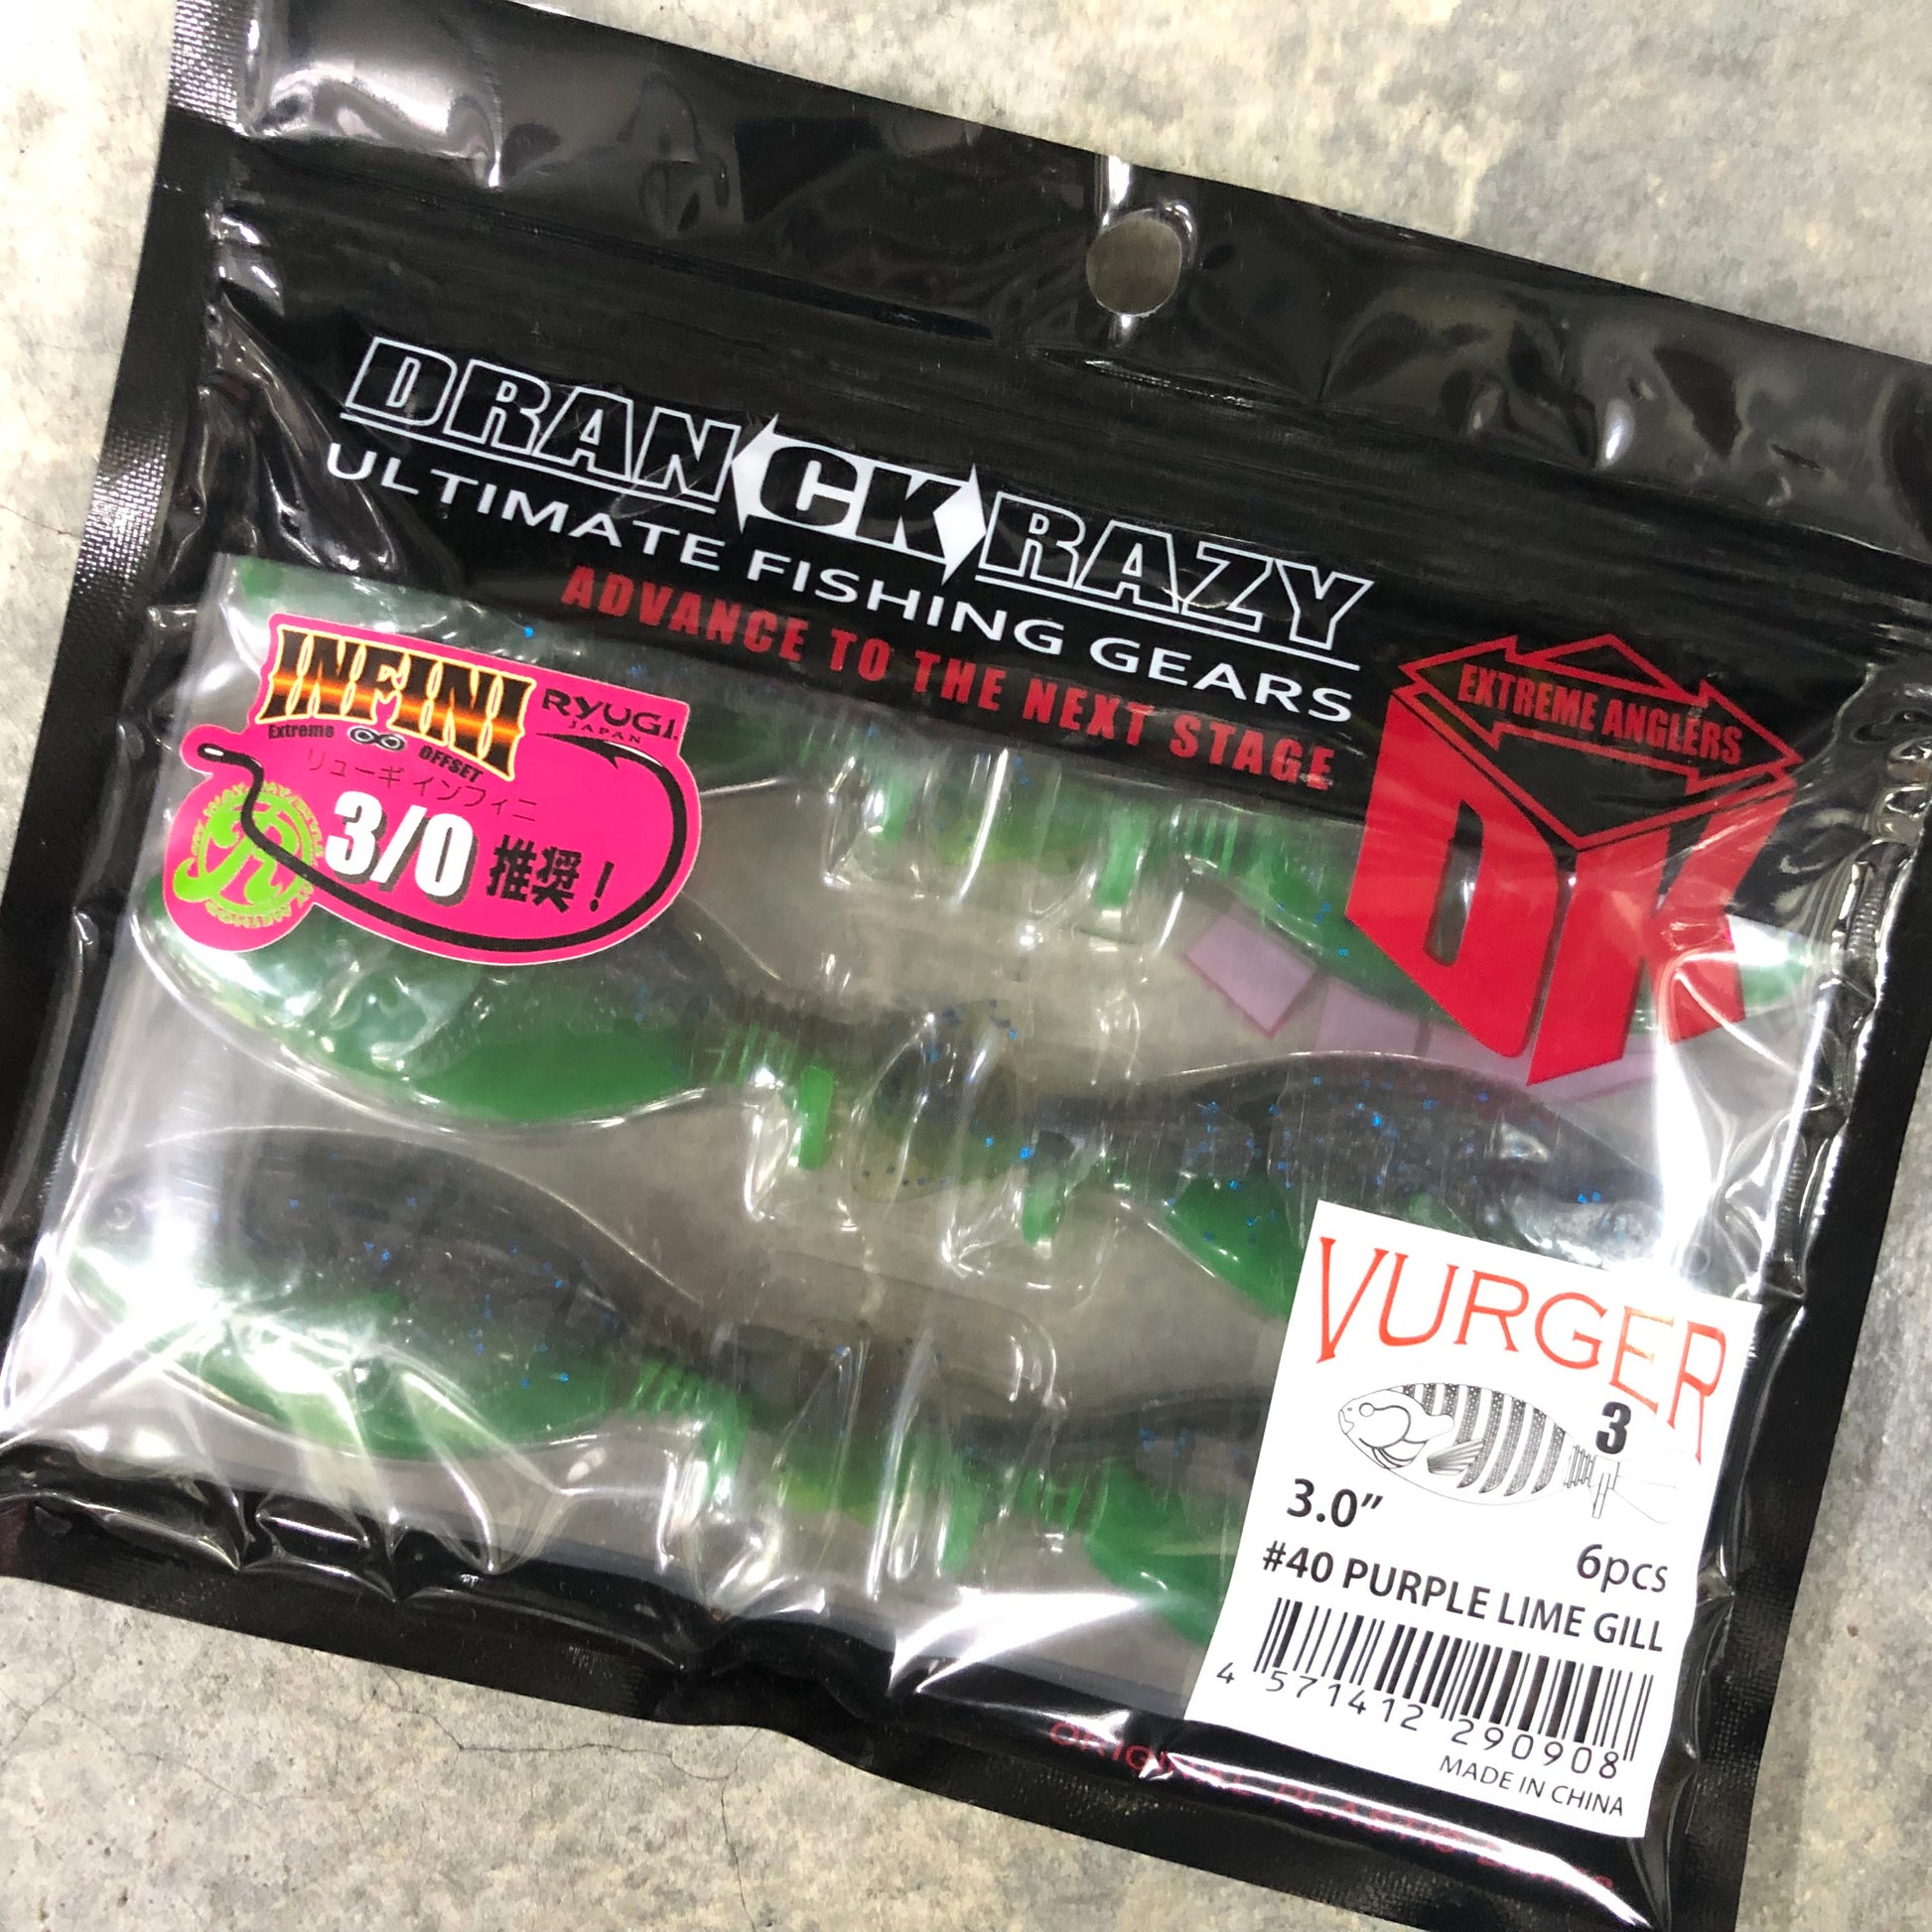 DRANCKRAZY
ULTIMATE FISHING GEARS
ADVANCE TO THE NEXT STAGE
EXTREME ANGLERS
DK
INFINI
RYUGI
JAPAN
Extreme ∞ OFFSET
リューギ インフィニ
3/0 推奨!
VURGER
3
3.0”
6pcs
#40 PURPLE LIME GILL
4 571412 290908
MADE IN CHINA
ORIGINAL PLASTIC